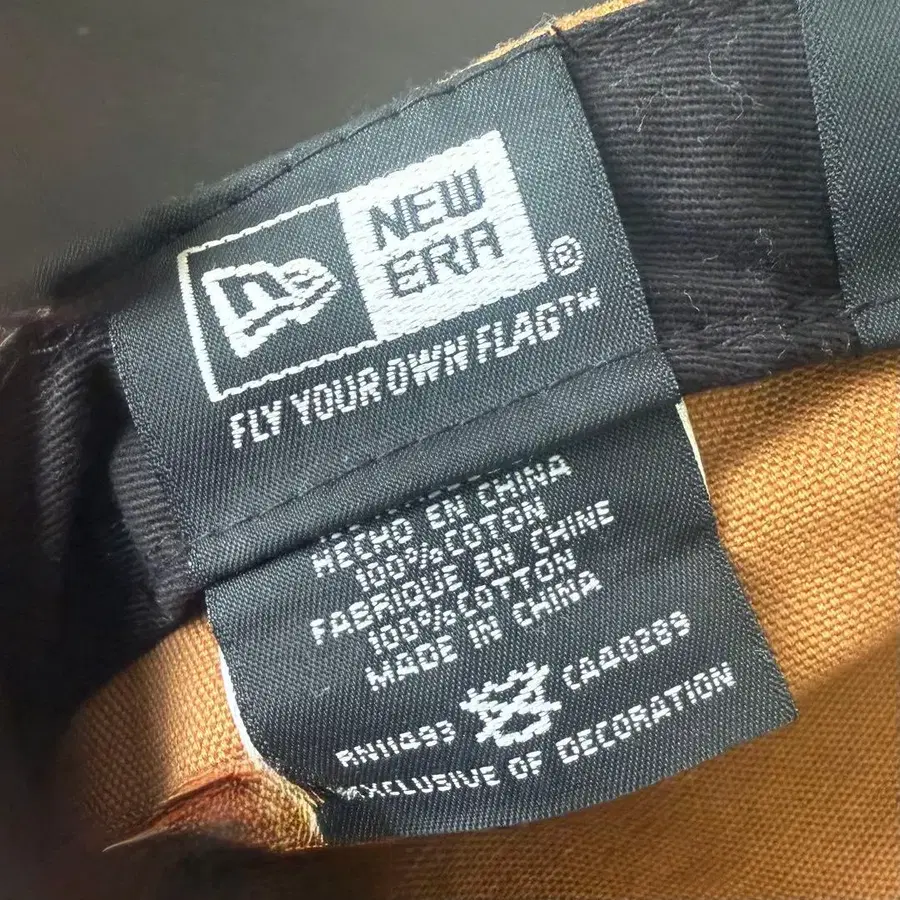 NEW
ERA®
FLY YOUR OWN FLAG™
HECHO EN CHINA
100% COTON
FABRIQUE EN CHINE
100% COTTON
MADE IN CHINA
RN11493 CA40289
EXCLUSIVE OF DECORATION